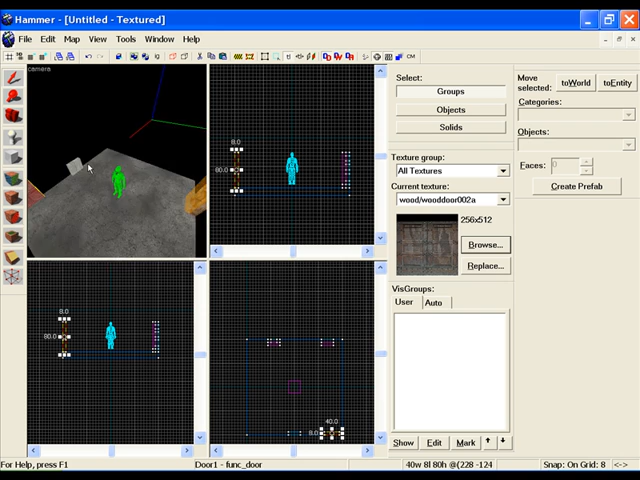 Hammer - [Untitled - Textured]
File Edit Map View Tools Window Help
camera
8.0
80.0
8.0
80.0
40.0
8.0
Select:
Groups
Objects
Solids
Texture group:
All Textures
Current texture:
wood/wooddoor002a
256x512
Browse...
Replace...
VisGroups:
User Auto
Show Edit Mark
Move selected:
toWorld toEntity
Categories:
Objects:
Faces: 0
Create Prefab
For Help, press F1
Door1 - func_door
40w 8l 80h @(228 -124
Snap: On Grid: 8
<->